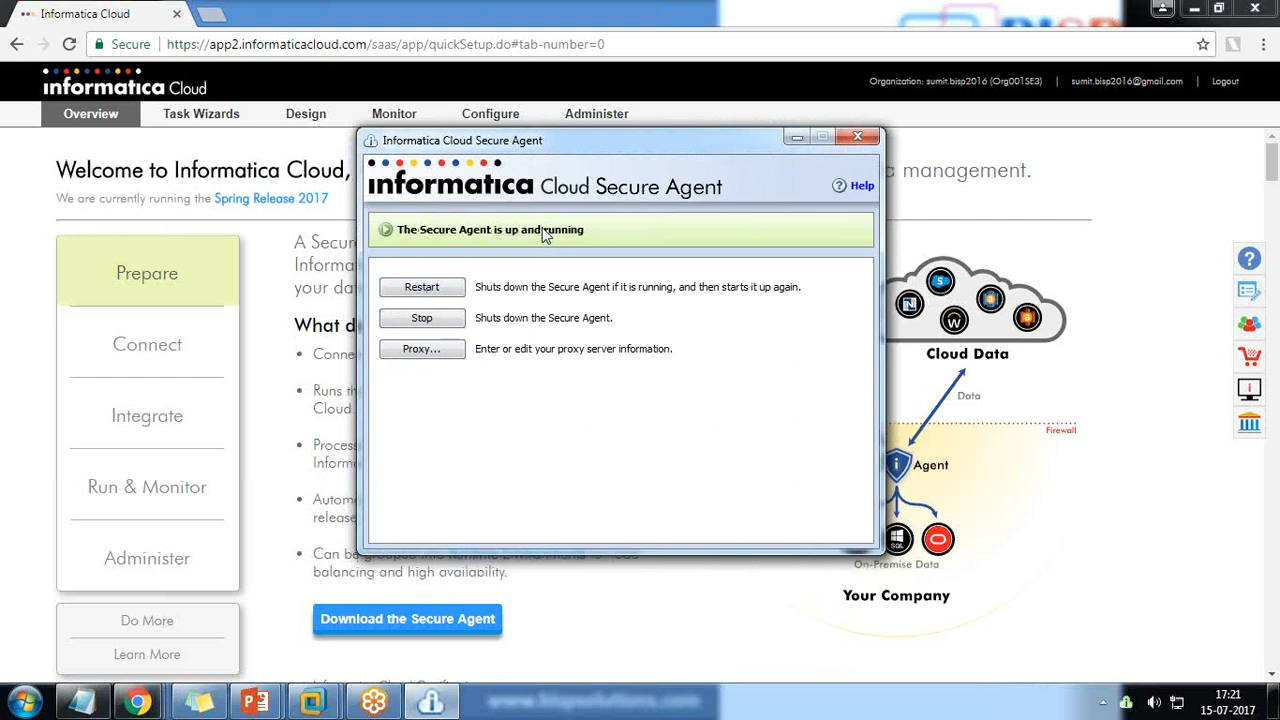 Informatica Cloud
Secure
https://app2.informaticacloud.com/saas/app/quickSetup.do#tab-number=0
informatica Cloud
Organization: sumit.bisp2016 (Org001SE3)
sumit.bisp2016@gmail.com
Logout
Overview
Task Wizards
Design
Monitor
Configure
Administer
Welcome to Informatica Cloud,
management.
We are currently running the Spring Release 2017
Prepare
Connect
Integrate
Run & Monitor
Administer
Do More
Learn More
A Secur
Informa
your da
What d
Conne
Runs th
Cloud
Proces
Inform
Autom
releas
Can be grouped into
balancing and high availability.
Download the Secure Agent
Informatica Cloud Secure Agent
informatica Cloud Secure Agent
Help
The Secure Agent is up and running
Restart
Shuts down the Secure Agent if it is running, and then starts it up again.
Stop
Shuts down the Secure Agent.
Proxy...
Enter or edit your proxy server information.
Cloud Data
Data
Firewall
Agent
SQL
On-Premise Data
Your Company
www.bispsolutions.com
17:21
15-07-2017